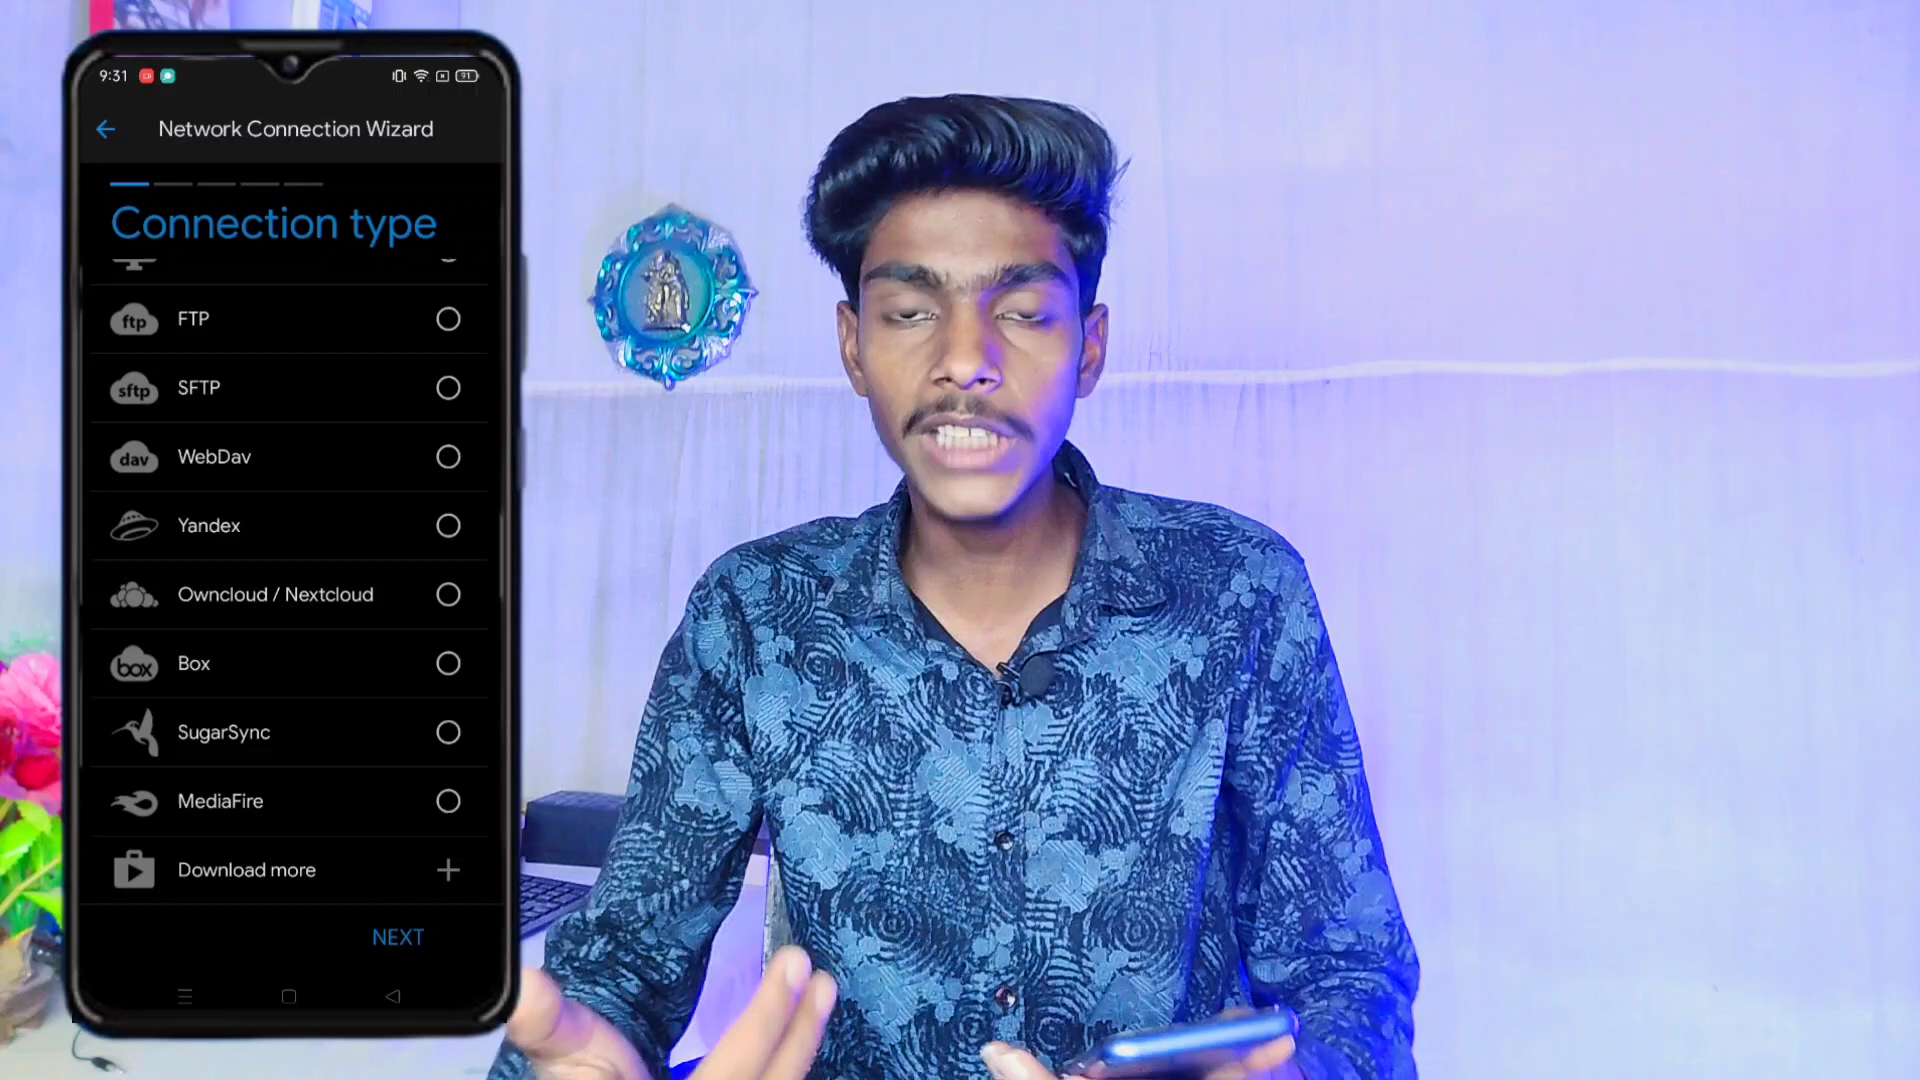 9:31
91
Network Connection Wizard
Connection type
ftp FTP
sftp SFTP
dav WebDav
Yandex
Owncloud / Nextcloud
box Box
SugarSync
MediaFire
Download more
NEXT